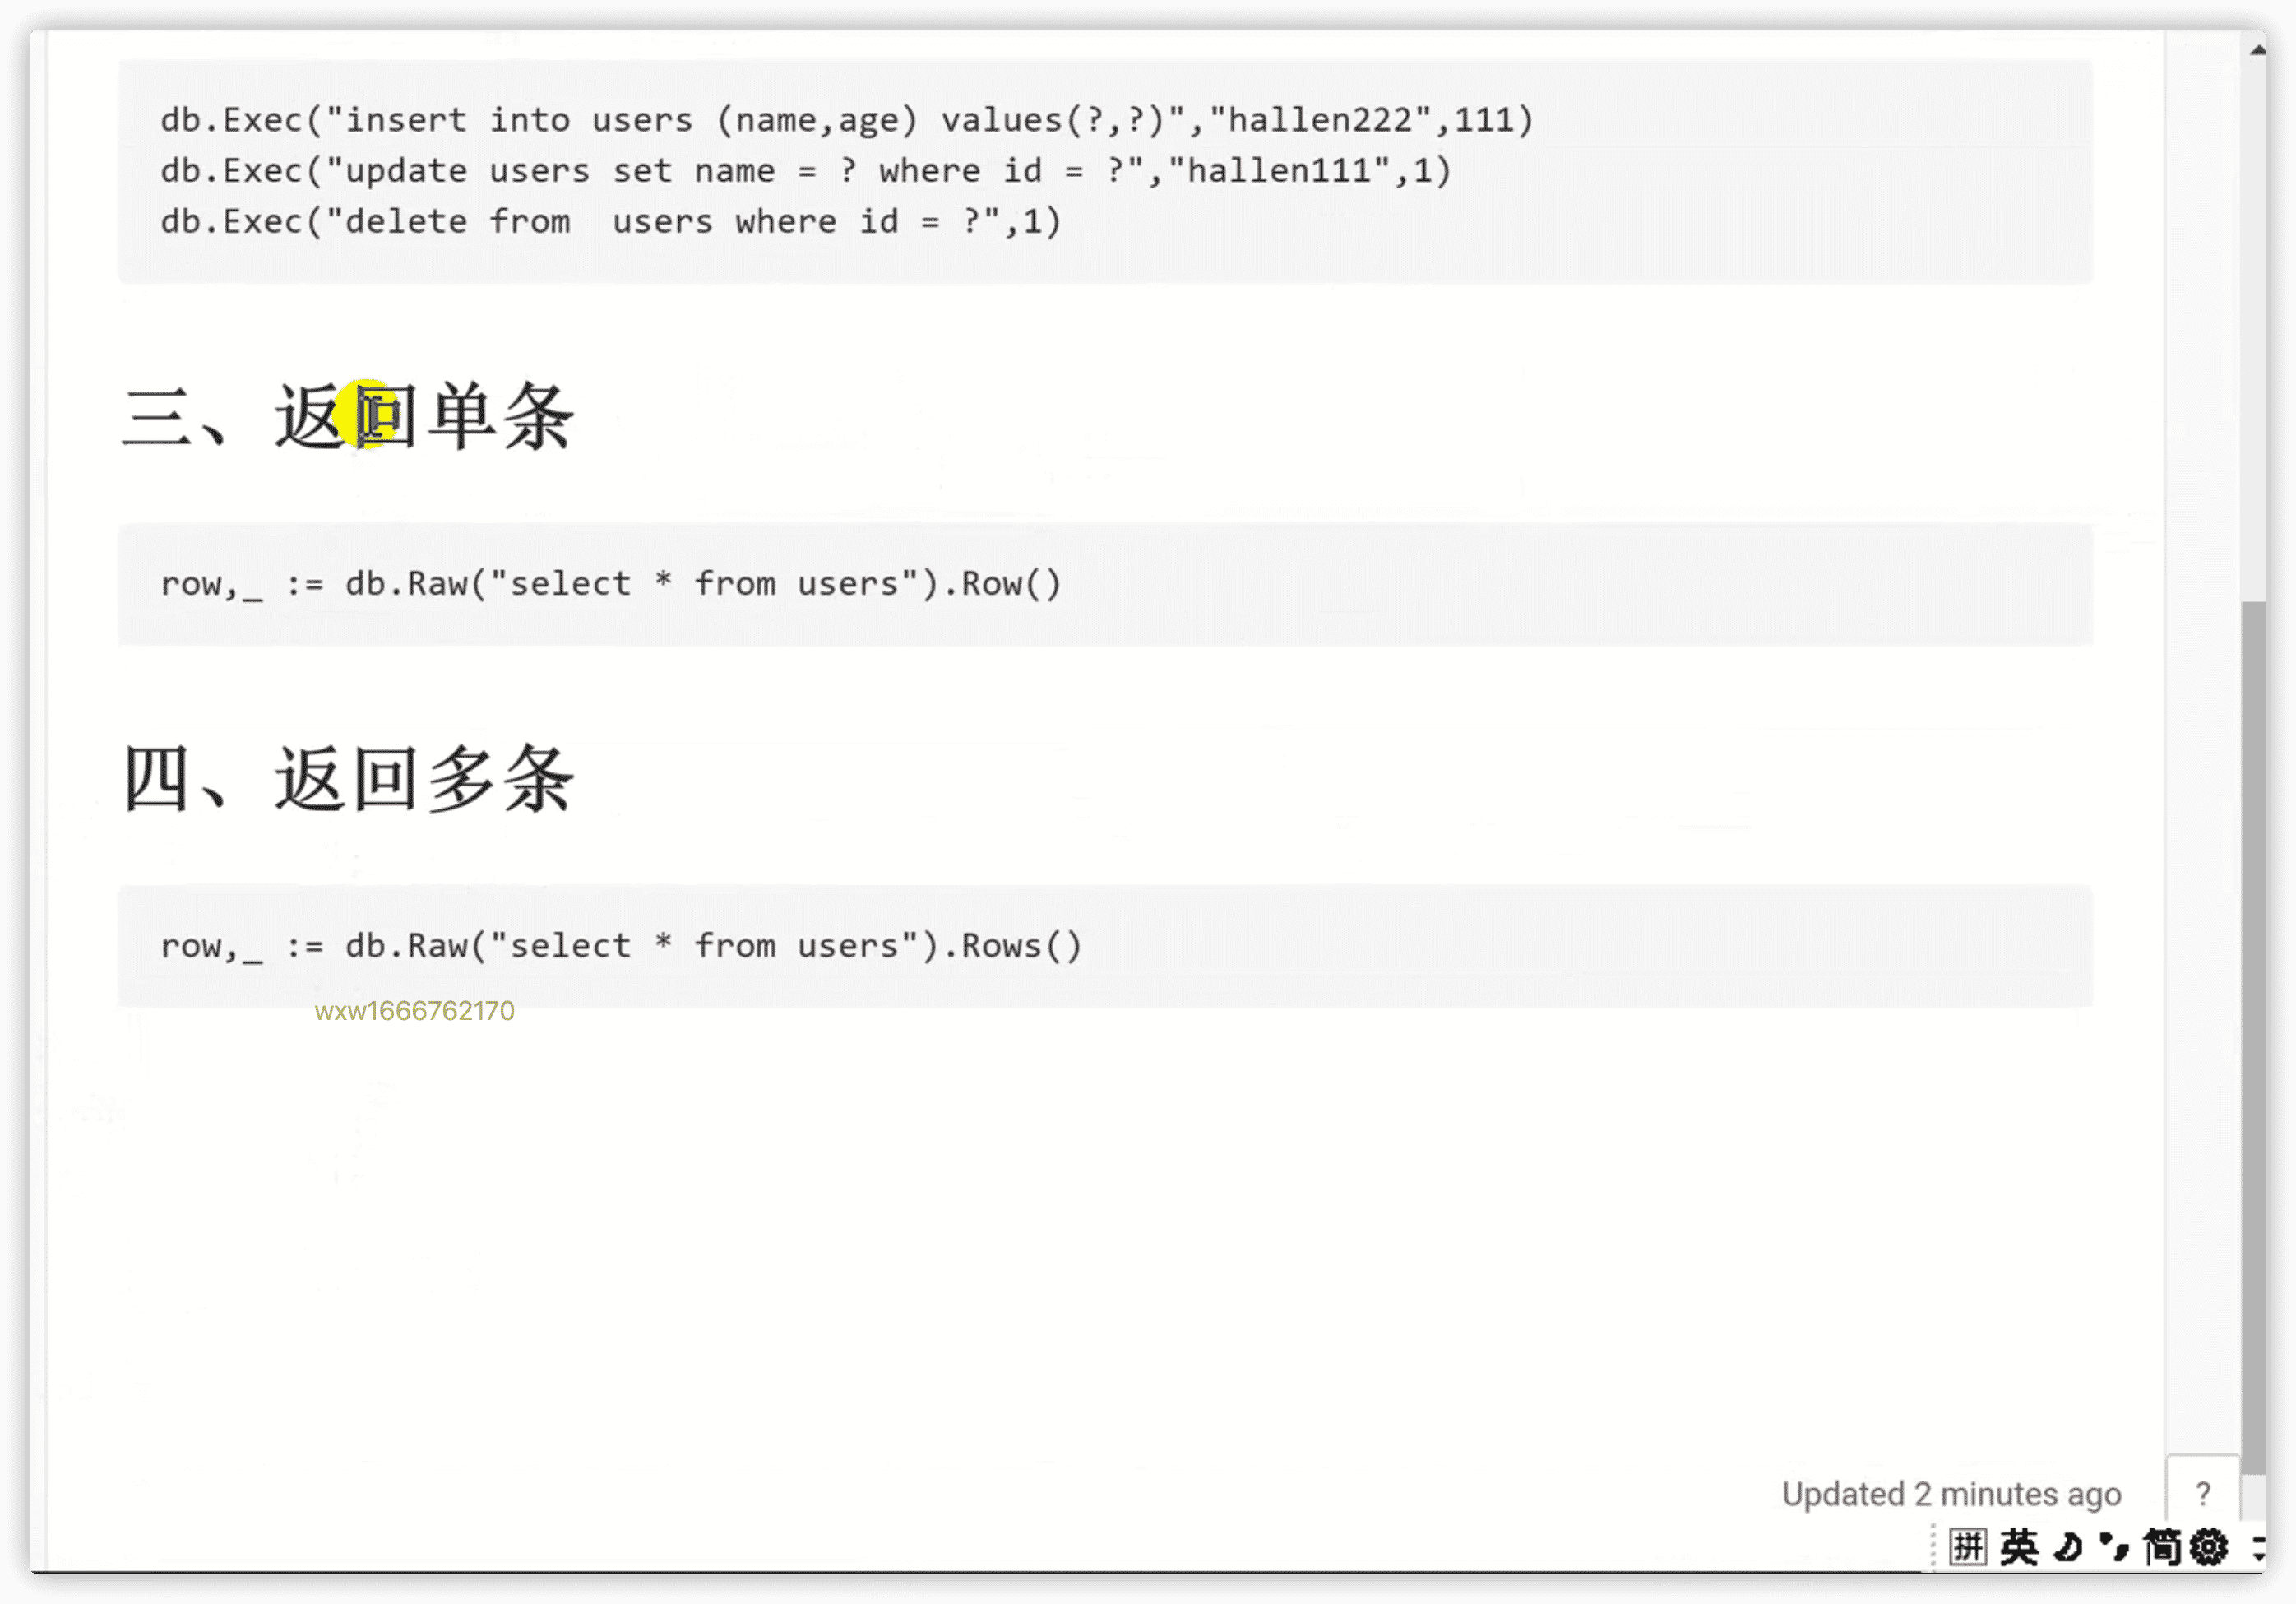 db.Exec("insert into users (name,age) values(?,?)","hallen222",111)
db.Exec("update users set name = ? where id = ?","hallen111",1)
db.Exec("delete from  users where id = ?",1)
三、返回单条
row,_ := db.Raw("select * from users").Row()
四、返回多条
row,_ := db.Raw("select * from users").Rows()
wxw1666762170
Updated 2 minutes ago
?
拼 英 简